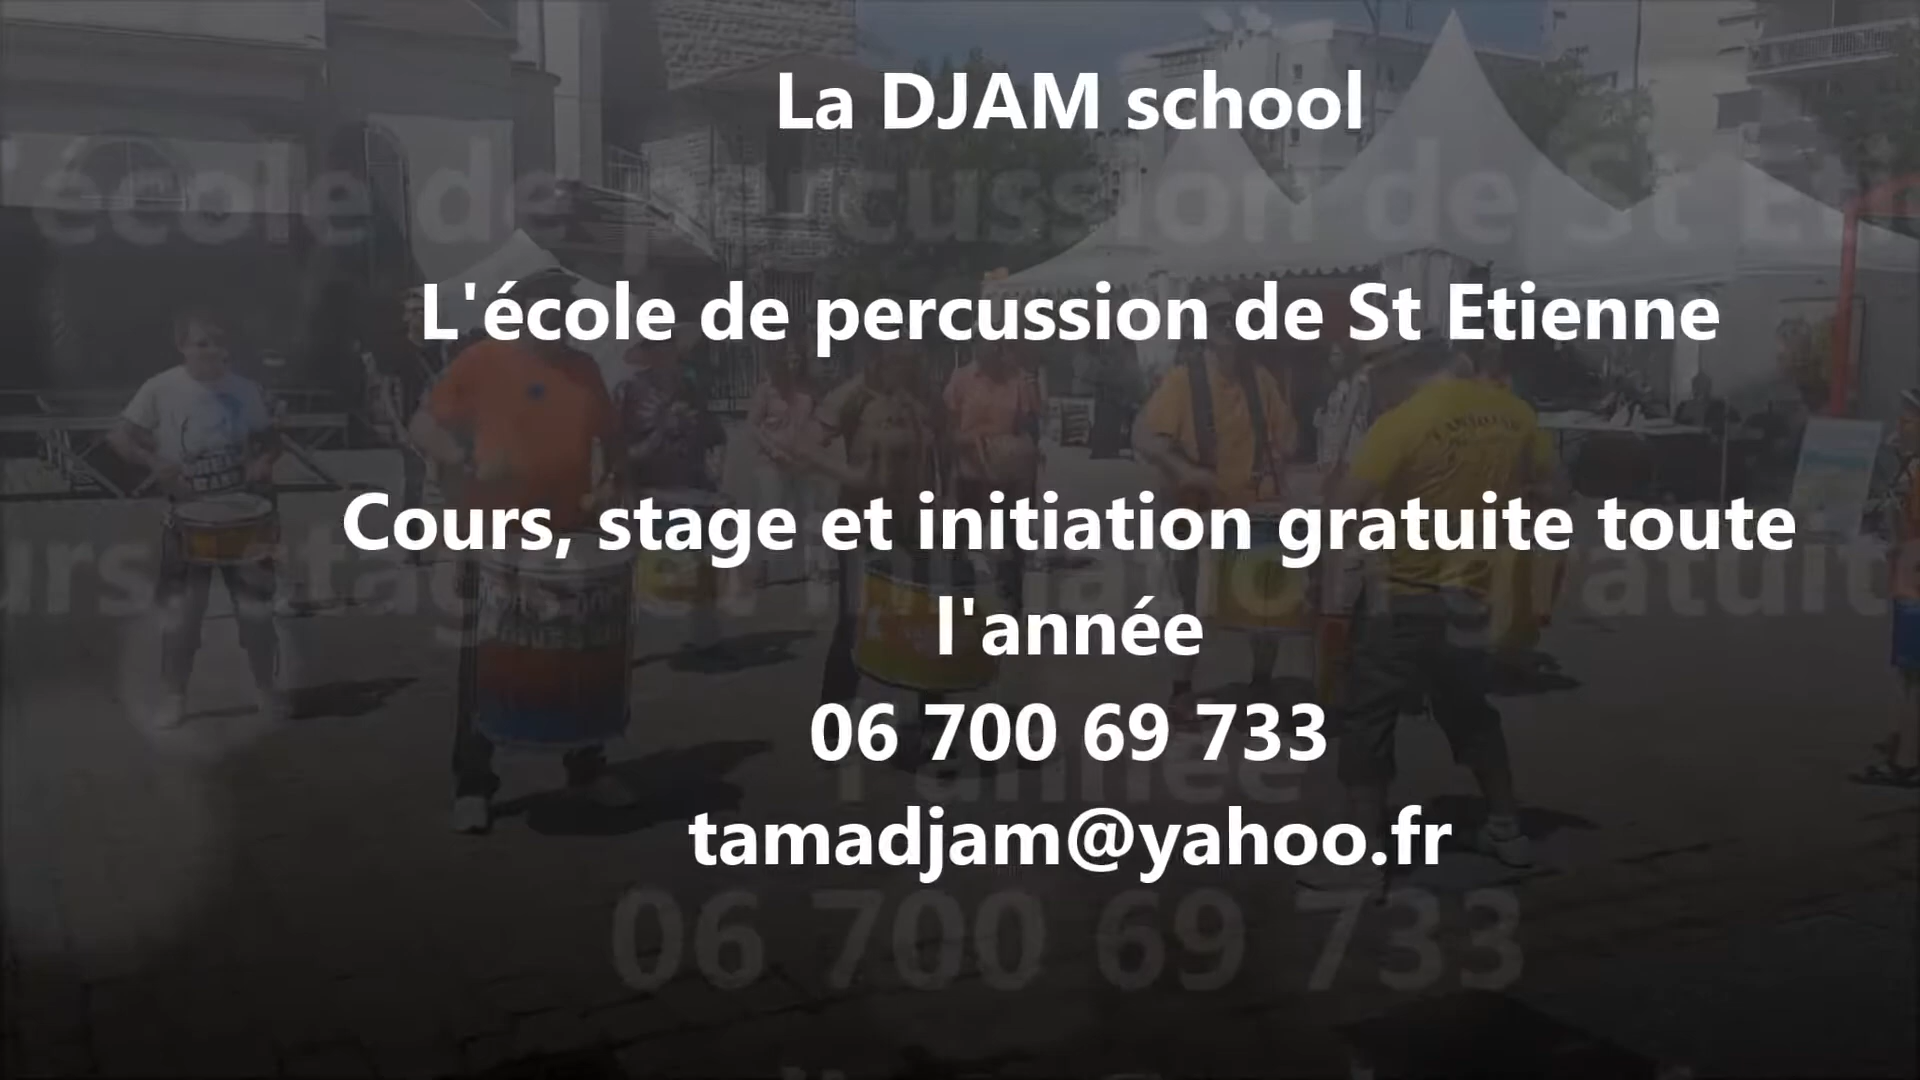 La DJAM school
L'école de percussion de St Etienne
Cours, stage et initiation gratuite toute
l'année
06 700 69 733
tamadjam@yahoo.fr